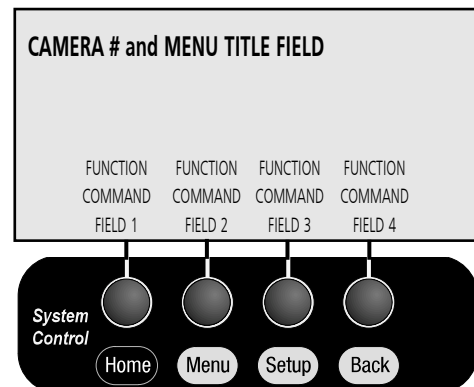 CAMERA # and MENU TITLE FIELD
FUNCTION FUNCTION FUNCTION FUNCTION
COMMAND COMMAND COMMAND COMMAND
FIELD 1 FIELD 2 FIELD 3 FIELD 4
System
Control
Home Menu Setup Back